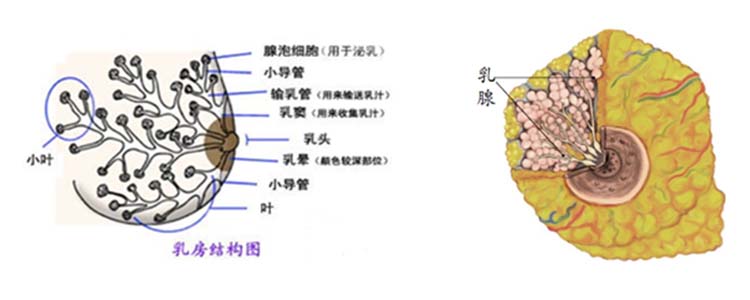 腺泡细胞（用于泌乳）
小导管
输乳管（用来输送乳汁）
乳窦（用来收集乳汁）
乳头
乳晕（颜色较深部位）
小导管
叶
小叶
乳房结构图
乳腺